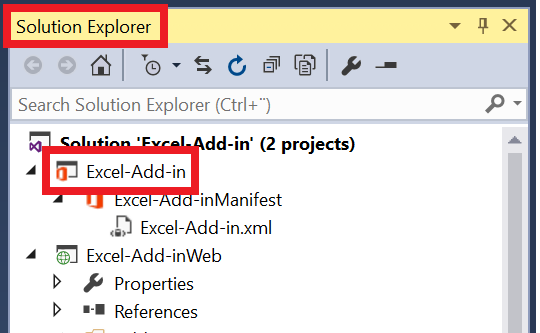 Solution Explorer
Search Solution Explorer (Ctrl+¨)
Solution 'Excel-Add-in' (2 projects)
Excel-Add-in
Excel-Add-inManifest
Excel-Add-in.xml
Excel-Add-inWeb
Properties
References